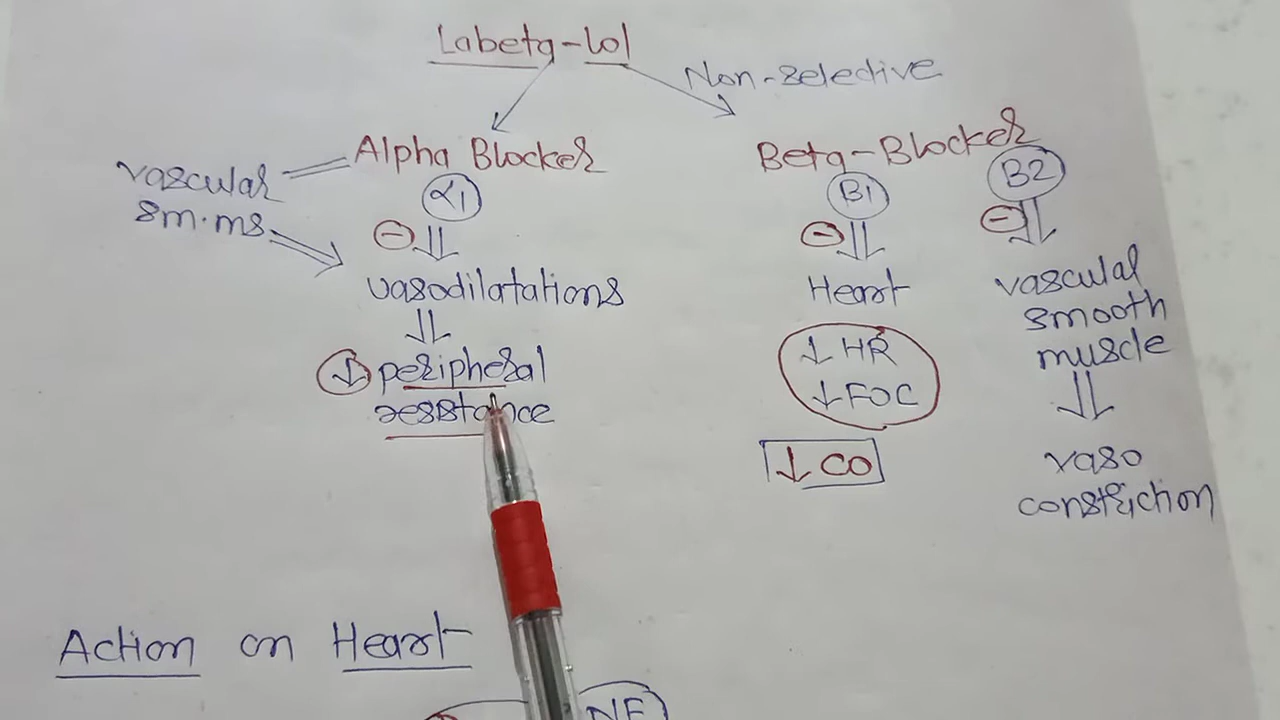 Labeta-lol
Non-selective
Alpha Blocker
Beta-Blocker
vascular
sm.ms
α1
B1
B2
⊖ ⇓
⊖ ⇓
⊖ ⇓
vasodilatations
Heart
vascular
smooth
muscle
⇓
↓ peripheral
resistance
↓ HR
↓ FOC
⇓
↓ CO
vaso
constriction
Action on Heart
NE